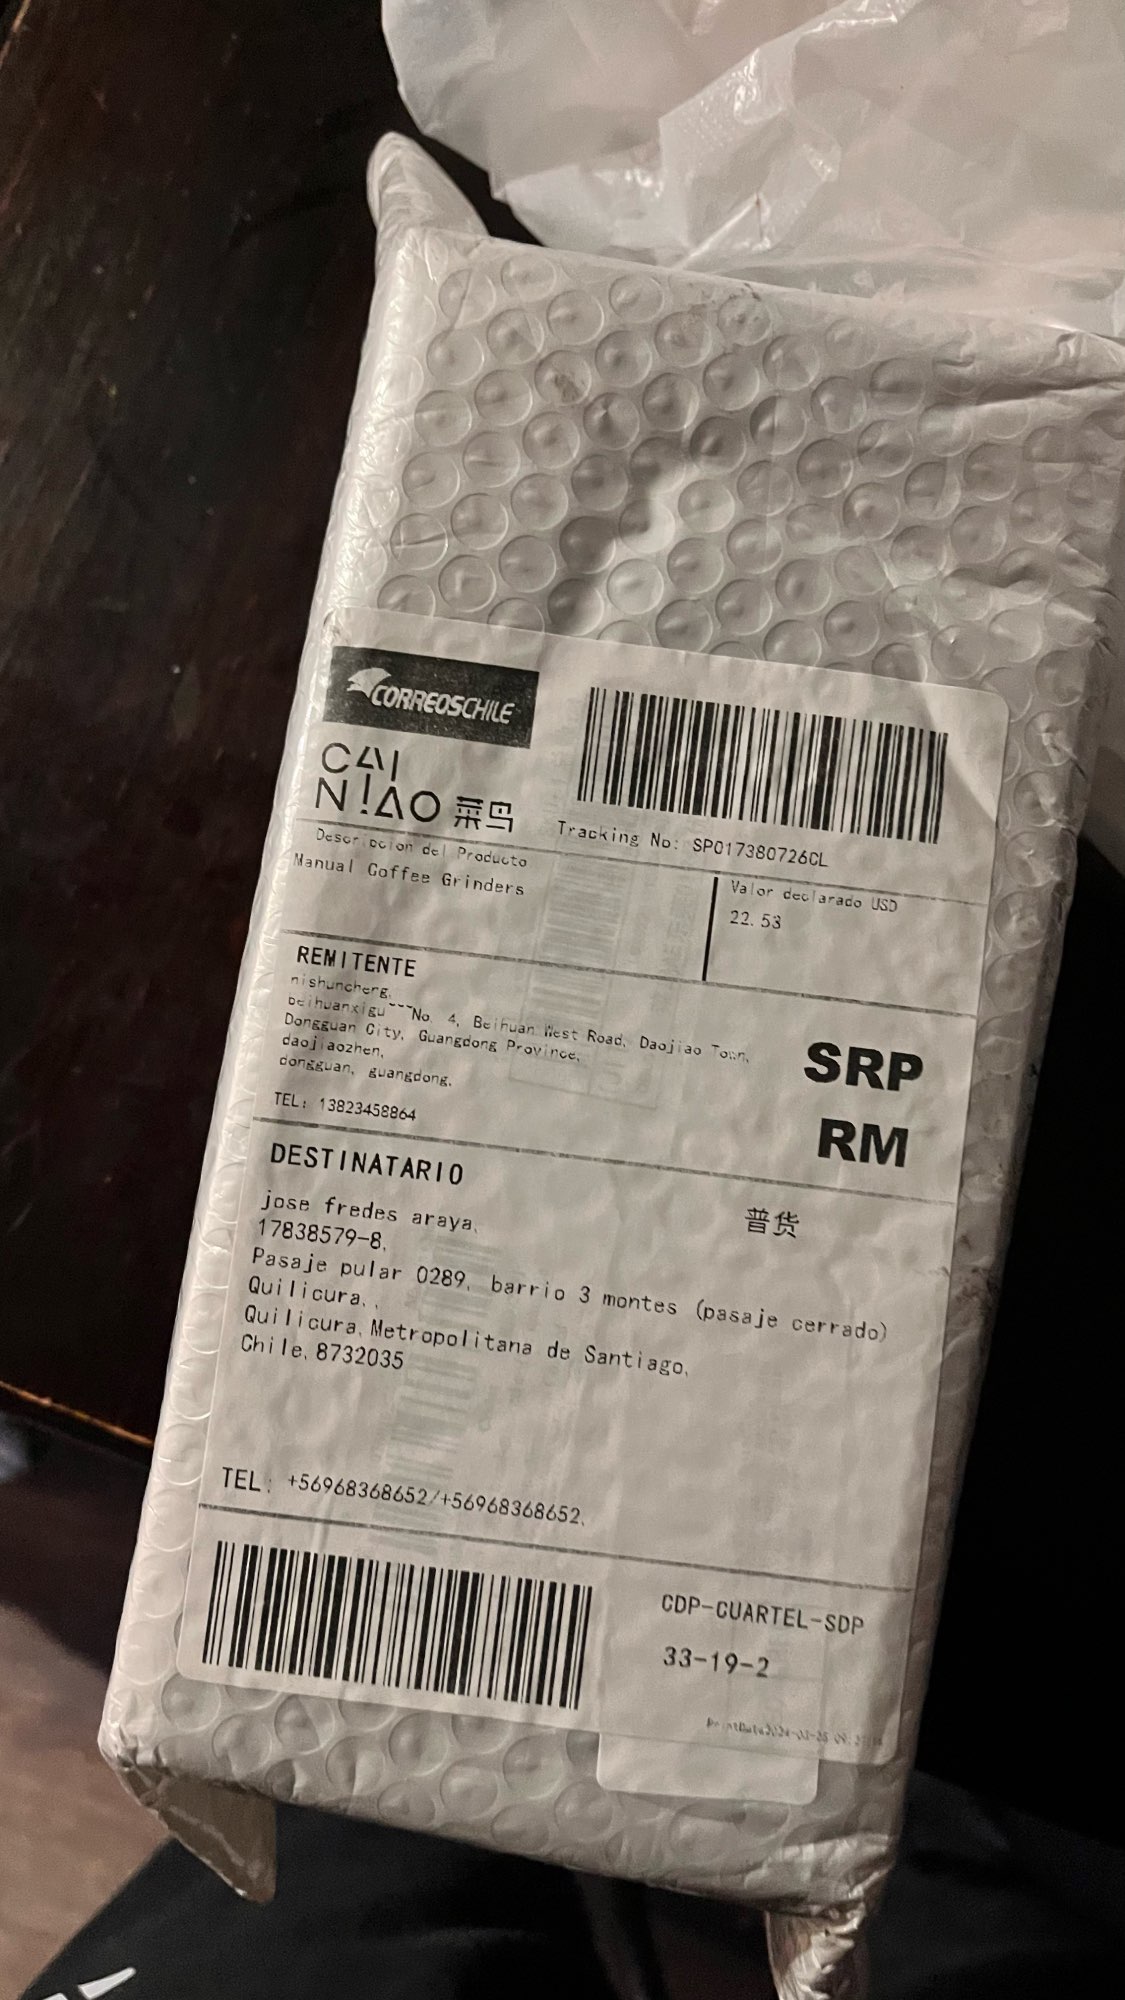 CORREOSCHILE
CAI
NIAO 菜鸟
Tracking No: SP017380726CL
Descripcion del Producto
Manual Coffee Grinders
Valor declarado USD
22.53
REMITENTE
nishuncheng,
beihuanxigu~~~No. 4, Beihuan West Road, Daojiao Town,
Dongguan City, Guangdong Province,
daojiaozhen,
dongguan, guangdong,
TEL: 13823458864
SRP
RM
DESTINATARIO
普货
jose fredes araya,
17838579-8,
Pasaje pular 0289, barrio 3 montes (pasaje cerrado)
Quilicura, ,
Quilicura, Metropolitana de Santiago,
Chile, 8732035
TEL: +56968368652/+56968368652,
CDP-CUARTEL-SDP
33-19-2